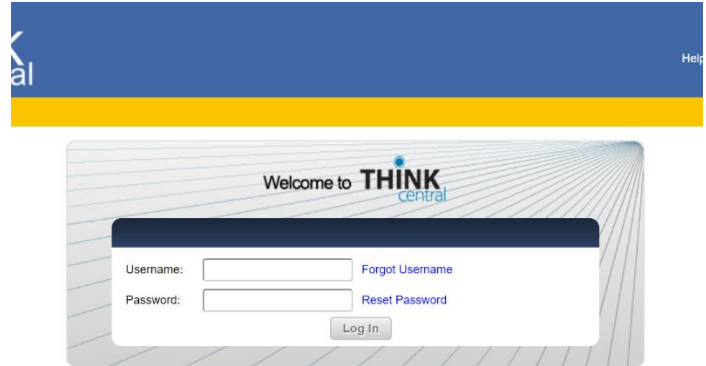 Help
Welcome to THINK
central
Username:
Forgot Username
Password:
Reset Password
Log In